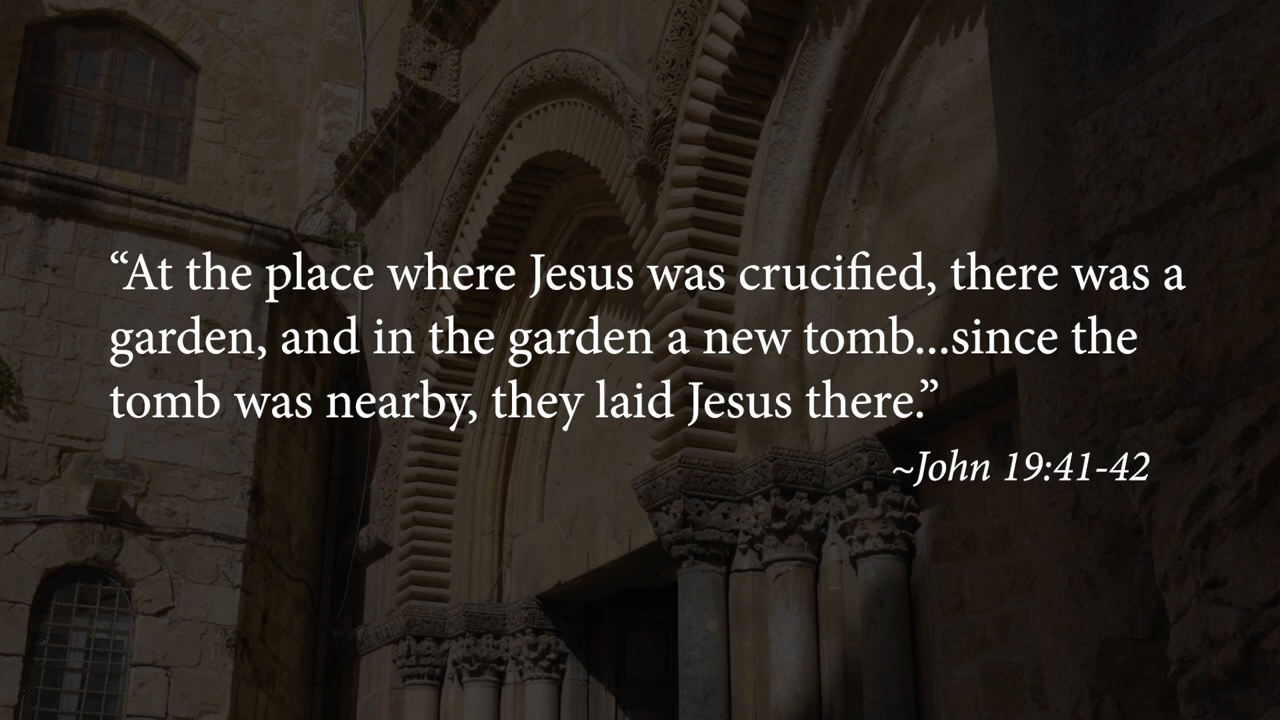 “At the place where Jesus was crucified, there was a
garden, and in the garden a new tomb...since the
tomb was nearby, they laid Jesus there.”
~John 19:41-42